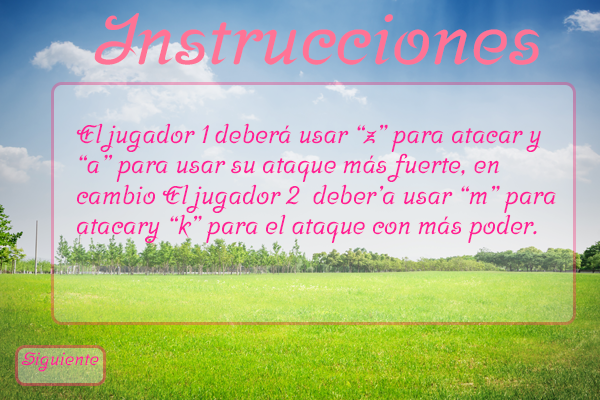 Instrucciones
El jugador 1 deberá usar “z” para atacar y
“a” para usar su ataque más fuerte, en
cambio El jugador 2 deber’a usar “m” para
atacary “k” para el ataque con más poder.
Siguiente